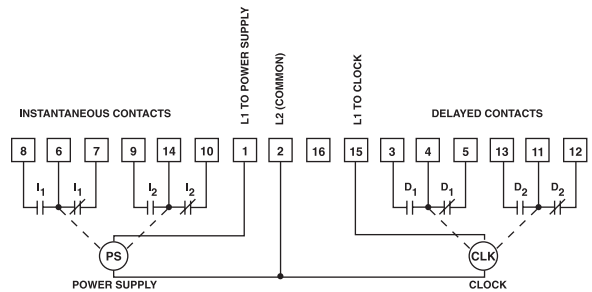 L1 TO POWER SUPPLY
L2 (COMMON)
L1 TO CLOCK
INSTANTANEOUS CONTACTS
DELAYED CONTACTS
8 6 7 9 14 10 1 2 16 15 3 4 5 13 11 12
I1 I1 I2 I2 D1 D1 D2 D2
PS CLK
POWER SUPPLY CLOCK